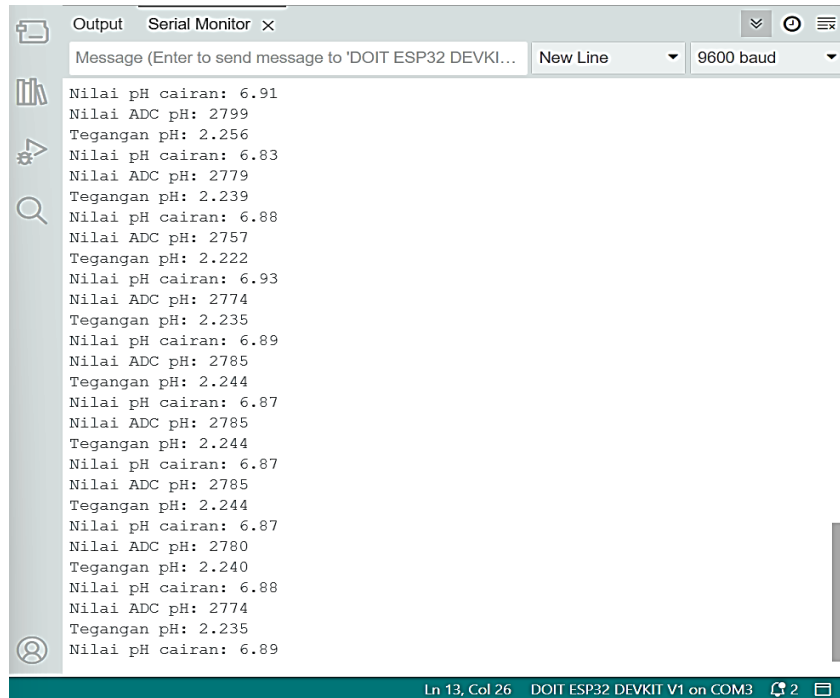 Output Serial Monitor
Message (Enter to send message to 'DOIT ESP32 DEVKI... New Line 9600 baud
Nilai pH cairan: 6.91
Nilai ADC pH: 2799
Tegangan pH: 2.256
Nilai pH cairan: 6.83
Nilai ADC pH: 2779
Tegangan pH: 2.239
Nilai pH cairan: 6.88
Nilai ADC pH: 2757
Tegangan pH: 2.222
Nilai pH cairan: 6.93
Nilai ADC pH: 2774
Tegangan pH: 2.235
Nilai pH cairan: 6.89
Nilai ADC pH: 2785
Tegangan pH: 2.244
Nilai pH cairan: 6.87
Nilai ADC pH: 2785
Tegangan pH: 2.244
Nilai pH cairan: 6.87
Nilai ADC pH: 2785
Tegangan pH: 2.244
Nilai pH cairan: 6.87
Nilai ADC pH: 2780
Tegangan pH: 2.240
Nilai pH cairan: 6.88
Nilai ADC pH: 2774
Tegangan pH: 2.235
Nilai pH cairan: 6.89
Ln 13, Col 26 DOIT ESP32 DEVKIT V1 on COM3 2